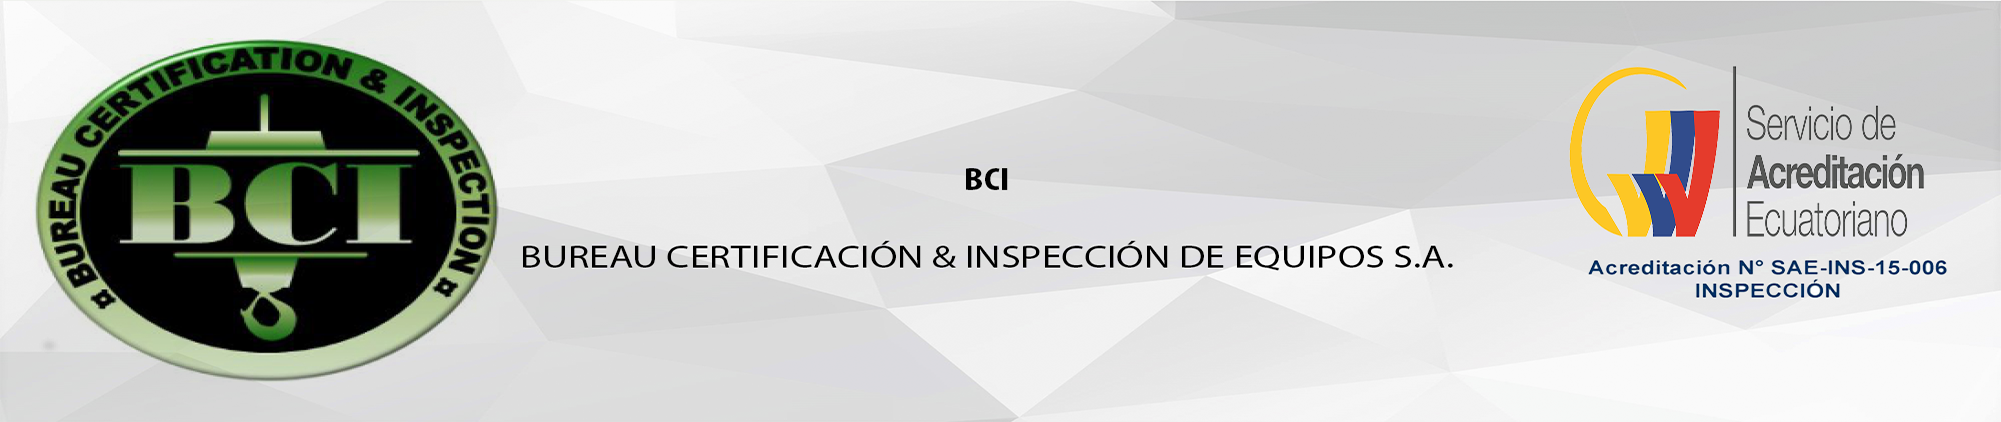 BUREAU CERTIFICATION & INSPECTION
BCI
BCI
BUREAU CERTIFICACIÓN & INSPECCIÓN DE EQUIPOS S.A.
Servicio de
Acreditación
Ecuatoriano
Acreditación N° SAE-INS-15-006
INSPECCIÓN